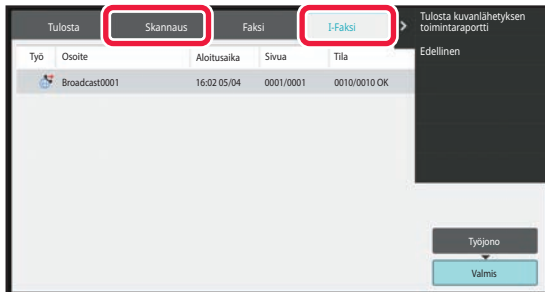 Tulosta Skannaus Faksi I-Faksi
Työ Osoite Aloitusaika Sivua Tila
Broadcast0001 16:02 05/04 0001/0001 0010/0010 OK
Tulosta kuvanlähetyksen
toimintaraportti
Edellinen
Työjono
Valmis